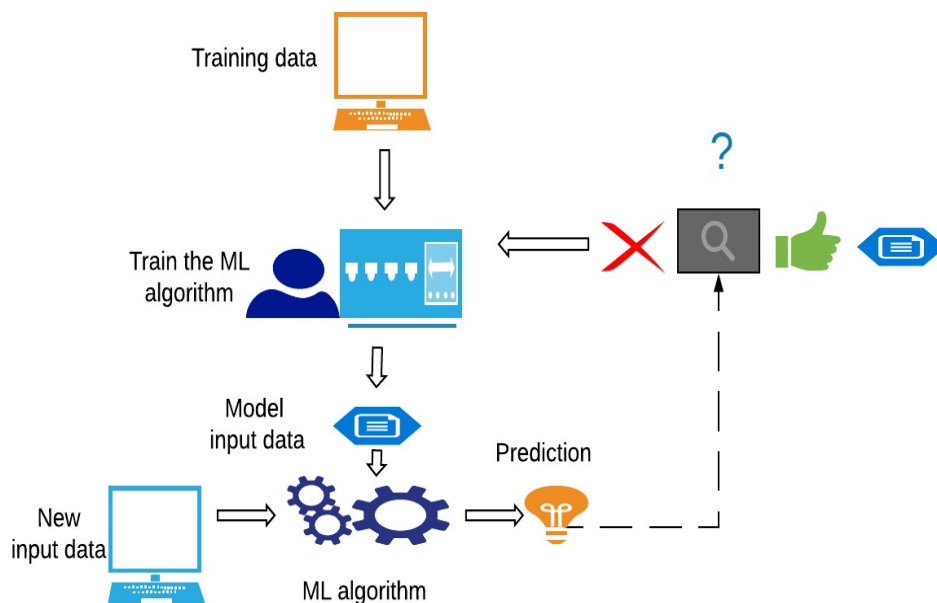 Training data
?
Train the ML
algorithm
Model
input data
Prediction
New
input data
ML algorithm